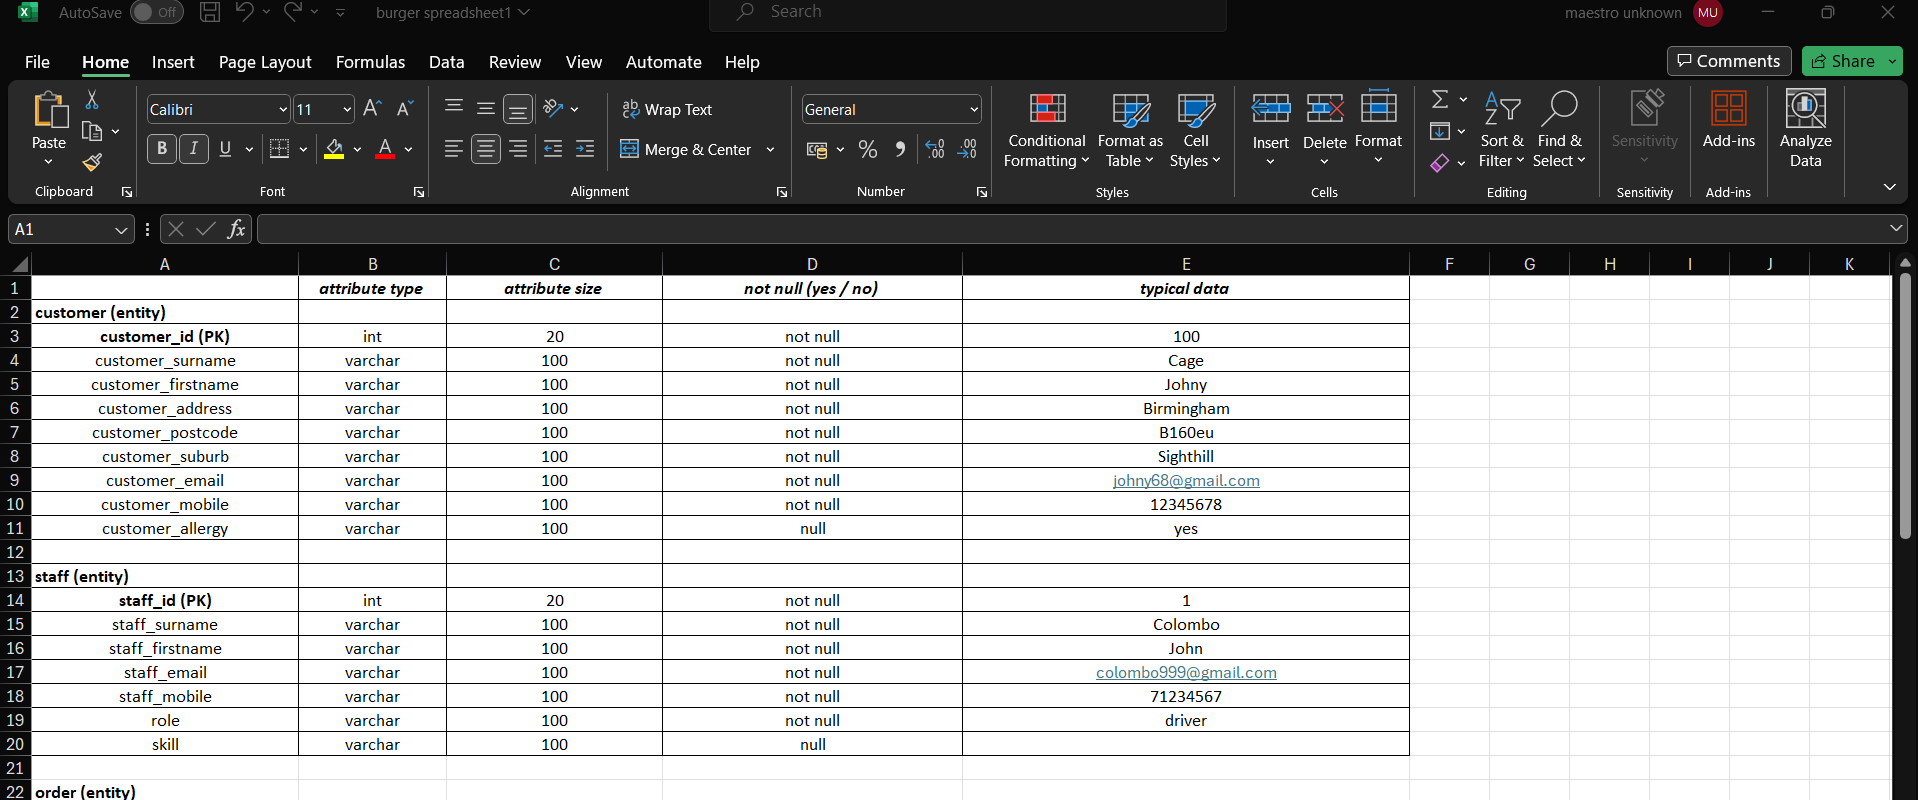 AutoSave Off burger spreadsheet1 Search maestro unknown MU
File Home Insert Page Layout Formulas Data Review View Automate Help Comments Share
Calibri 11 Wrap Text General
Paste B I U A Merge & Center % Conditional Formatting Format as Table Cell Styles Insert Delete Format Sort & Filter Find & Select Sensitivity Add-ins Analyze Data
Clipboard Font Alignment Number Styles Cells Editing Sensitivity Add-ins
A1 fx
A B C D E F G H I J K
1 attribute type attribute size not null (yes / no) typical data
2 customer (entity)
3 customer_id (PK) int 20 not null 100
4 customer_surname varchar 100 not null Cage
5 customer_firstname varchar 100 not null Johny
6 customer_address varchar 100 not null Birmingham
7 customer_postcode varchar 100 not null B160eu
8 customer_suburb varchar 100 not null Sighthill
9 customer_email varchar 100 not null johny68@gmail.com
10 customer_mobile varchar 100 not null 12345678
11 customer_allergy varchar 100 null yes
12
13 staff (entity)
14 staff_id (PK) int 20 not null 1
15 staff_surname varchar 100 not null Colombo
16 staff_firstname varchar 100 not null John
17 staff_email varchar 100 not null colombo999@gmail.com
18 staff_mobile varchar 100 not null 71234567
19 role varchar 100 not null driver
20 skill varchar 100 null
21
22 order (entity)